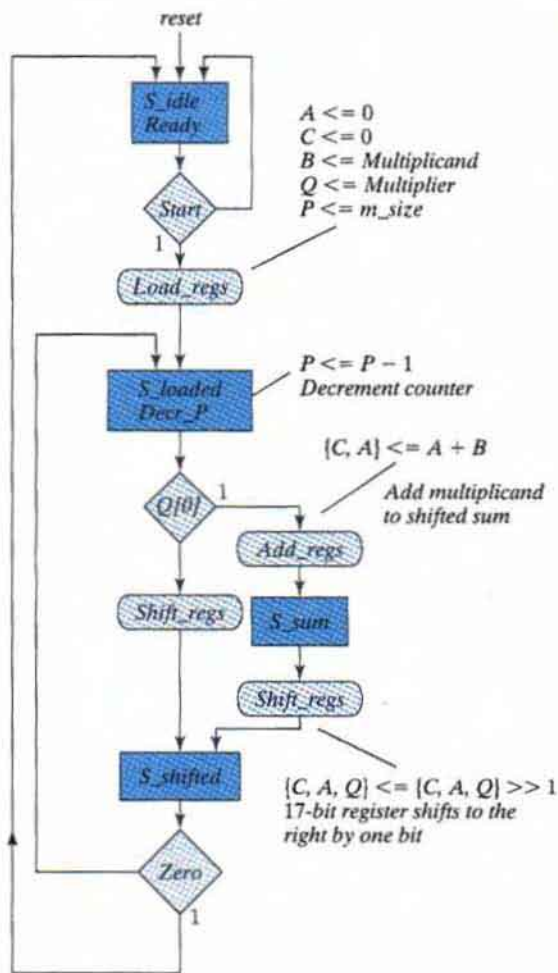 reset
S_idle
Ready
A <= 0
C <= 0
B <= Multiplicand
Q <= Multiplier
P <= m_size
Start
1
Load_regs
P <= P − 1
Decrement counter
S_loaded
Decr_P
{C, A} <= A + B
Q[0]
1
Add multiplicand
to shifted sum
Add_regs
Shift_regs
S_sum
Shift_regs
S_shifted
{C, A, Q} <= {C, A, Q} >> 1
17-bit register shifts to the
right by one bit
Zero
1